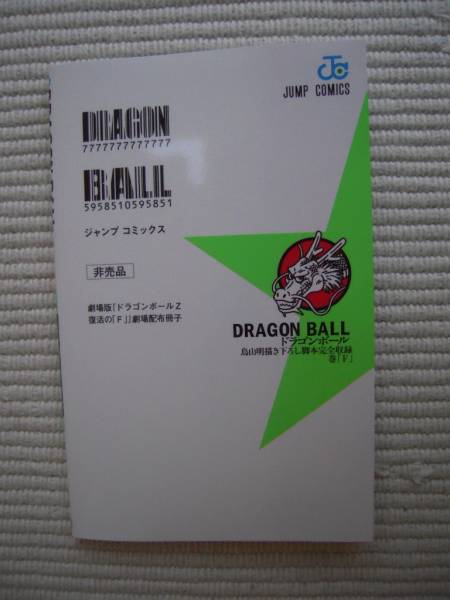 JC
JUMP COMICS
DRAGON
7777777777777
BALL
5958510595851
ジャンプ コミックス
非売品
劇場版「ドラゴンボールZ
復活の「F」」劇場配布冊子
DRAGON BALL
ドラゴンボール
鳥山明描き下ろし脚本完全収録
巻「F」